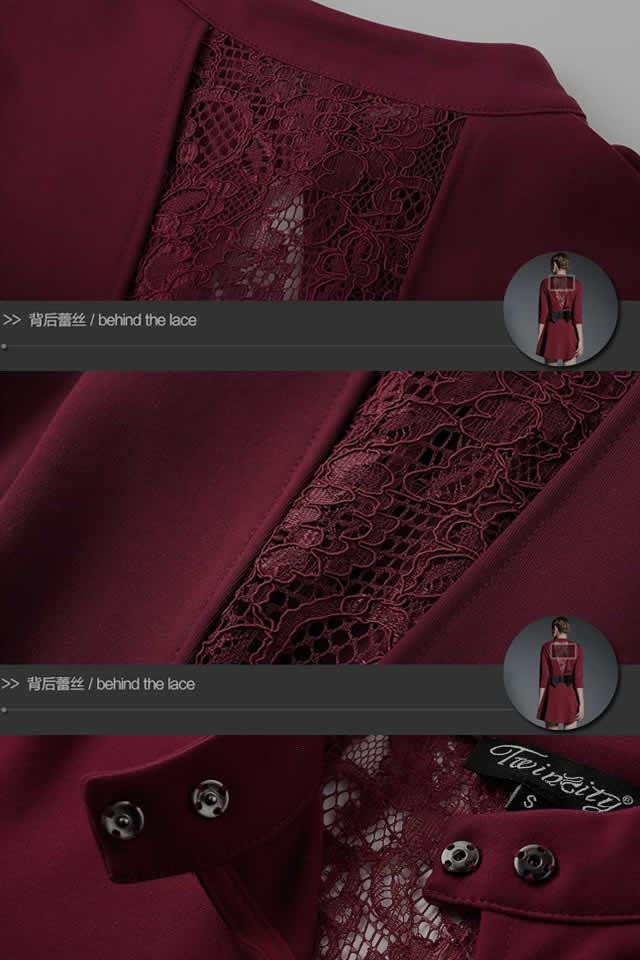 >> 背后蕾丝 / behind the lace
>> 背后蕾丝 / behind the lace
Twincity®
S